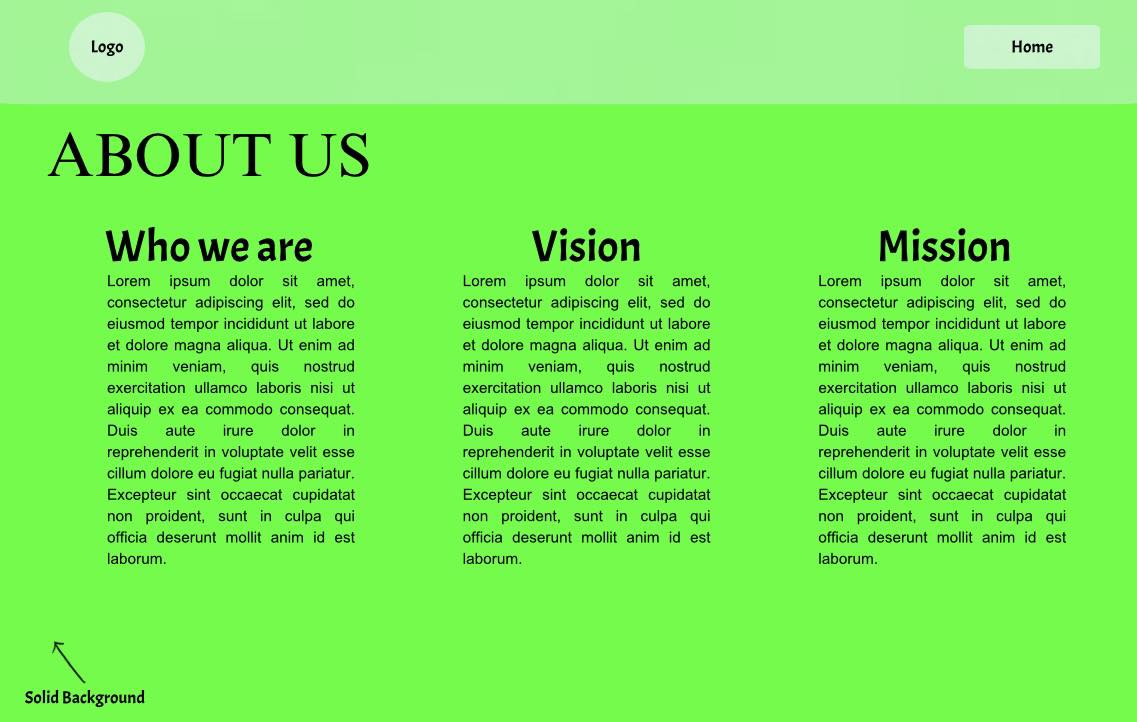 Logo
Home
ABOUT US
Who we are
Lorem ipsum dolor sit amet,
consectetur adipiscing elit, sed do
eiusmod tempor incididunt ut labore
et dolore magna aliqua. Ut enim ad
minim veniam, quis nostrud
exercitation ullamco laboris nisi ut
aliquip ex ea commodo consequat.
Duis aute irure dolor in
reprehenderit in voluptate velit esse
cillum dolore eu fugiat nulla pariatur.
Excepteur sint occaecat cupidatat
non proident, sunt in culpa qui
officia deserunt mollit anim id est
laborum.
Vision
Lorem ipsum dolor sit amet,
consectetur adipiscing elit, sed do
eiusmod tempor incididunt ut labore
et dolore magna aliqua. Ut enim ad
minim veniam, quis nostrud
exercitation ullamco laboris nisi ut
aliquip ex ea commodo consequat.
Duis aute irure dolor in
reprehenderit in voluptate velit esse
cillum dolore eu fugiat nulla pariatur.
Excepteur sint occaecat cupidatat
non proident, sunt in culpa qui
officia deserunt mollit anim id est
laborum.
Mission
Lorem ipsum dolor sit amet,
consectetur adipiscing elit, sed do
eiusmod tempor incididunt ut labore
et dolore magna aliqua. Ut enim ad
minim veniam, quis nostrud
exercitation ullamco laboris nisi ut
aliquip ex ea commodo consequat.
Duis aute irure dolor in
reprehenderit in voluptate velit esse
cillum dolore eu fugiat nulla pariatur.
Excepteur sint occaecat cupidatat
non proident, sunt in culpa qui
officia deserunt mollit anim id est
laborum.
Solid Background